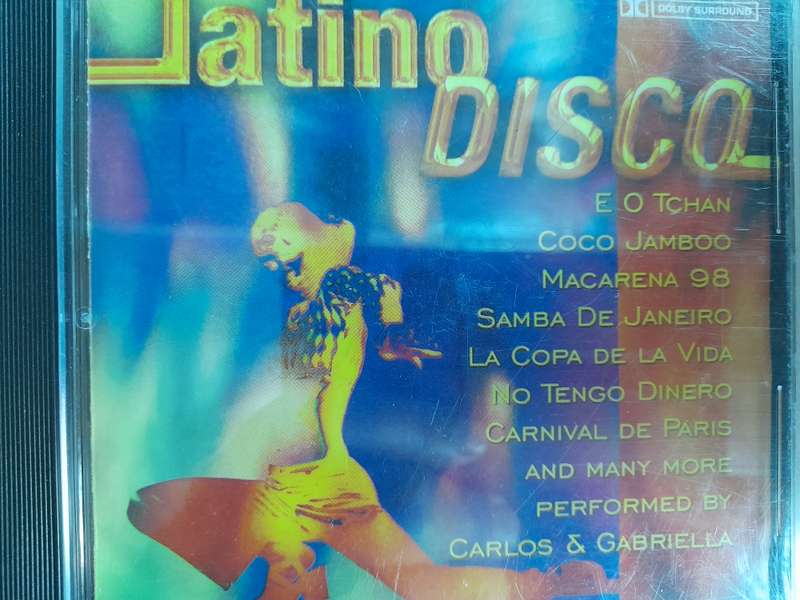 Latino
DOLBY SURROUND
DISCO
E O TÇHAN
COCO JAMBOO
MACARENA 98
SAMBA DE JANEIRO
LA COPA DE LA VIDA
NO TENGO DINERO
CARNIVAL DE PARIS
AND MANY MORE
PERFORMED BY
CARLOS & GABRIELLA